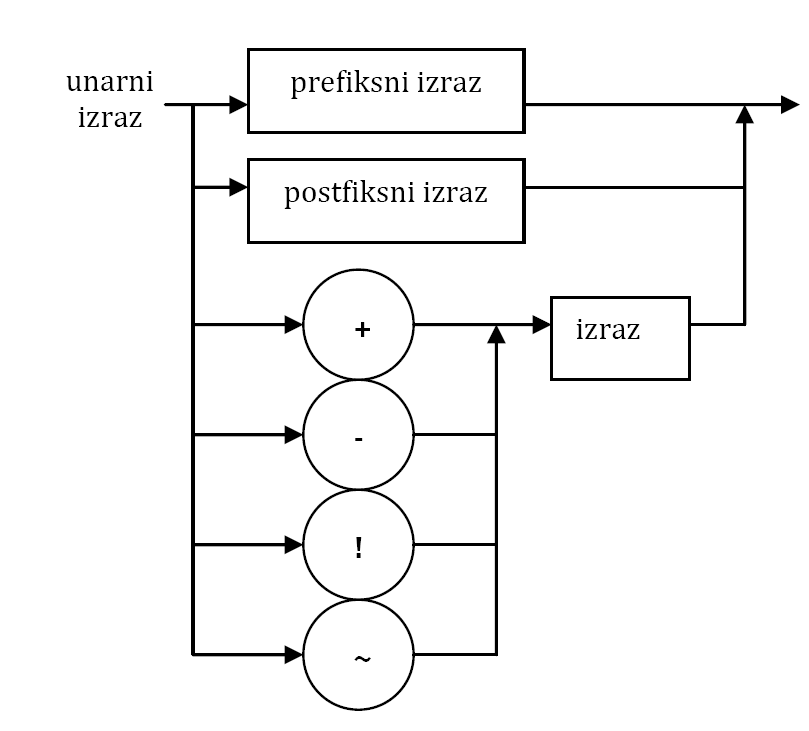 unarni
izraz
prefiksni izraz
postfiksni izraz
+
izraz
-
!
~